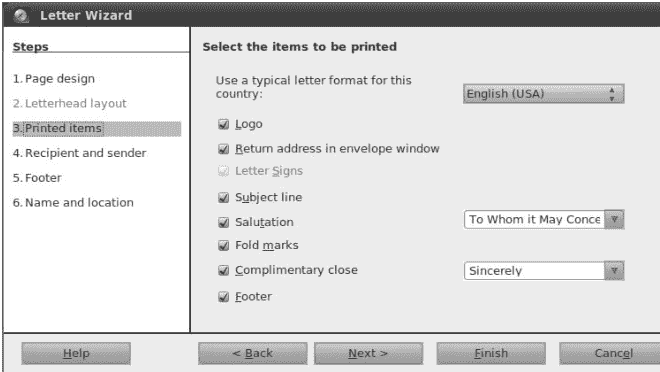 Letter Wizard
Steps
1. Page design
2. Letterhead layout
3. Printed items
4. Recipient and sender
5. Footer
6. Name and location
Select the items to be printed
Use a typical letter format for this
country:
English (USA)
Logo
Return address in envelope window
Letter Signs
Subject line
Salutation
To Whom it May Conce
Fold marks
Complimentary close
Sincerely
Footer
Help
< Back
Next >
Finish
Cancel